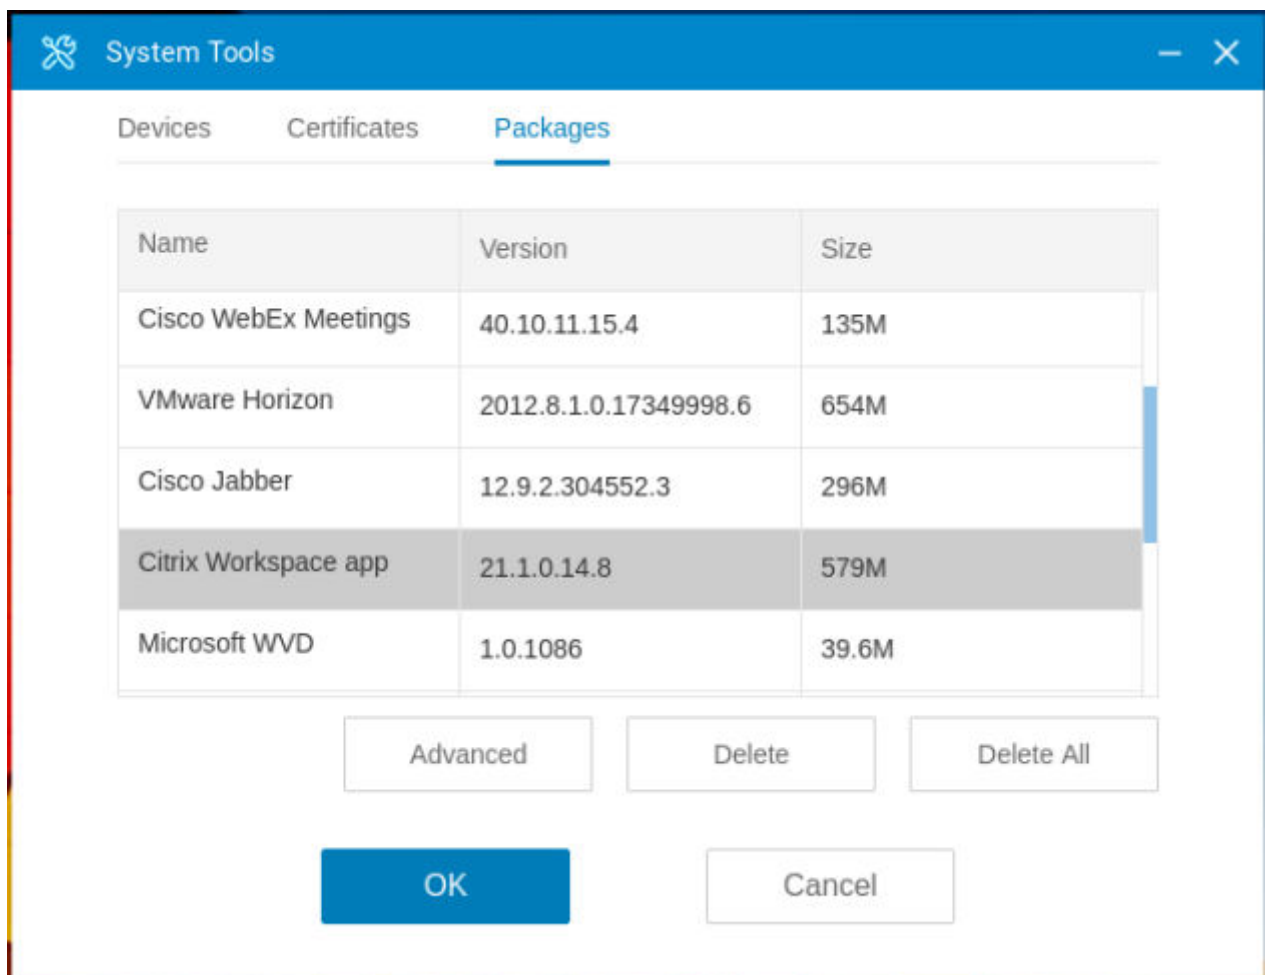 System Tools
Devices Certificates Packages
Name Version Size
Cisco WebEx Meetings 40.10.11.15.4 135M
VMware Horizon 2012.8.1.0.17349998.6 654M
Cisco Jabber 12.9.2.304552.3 296M
Citrix Workspace app 21.1.0.14.8 579M
Microsoft WVD 1.0.1086 39.6M
Advanced Delete Delete All
OK Cancel